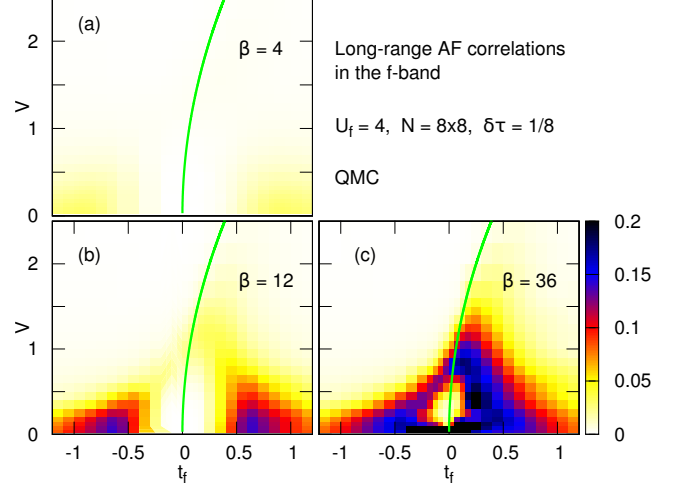 (a)
β = 4
2
V
1
0
Long-range AF correlations
in the f-band
U_f = 4, N = 8x8, δτ = 1/8
QMC
(b)
β = 12
2
V
1
0
-1 -0.5 0 0.5 1
t_f
(c)
β = 36
-1 -0.5 0 0.5 1
t_f
0.2
0.15
0.1
0.05
0